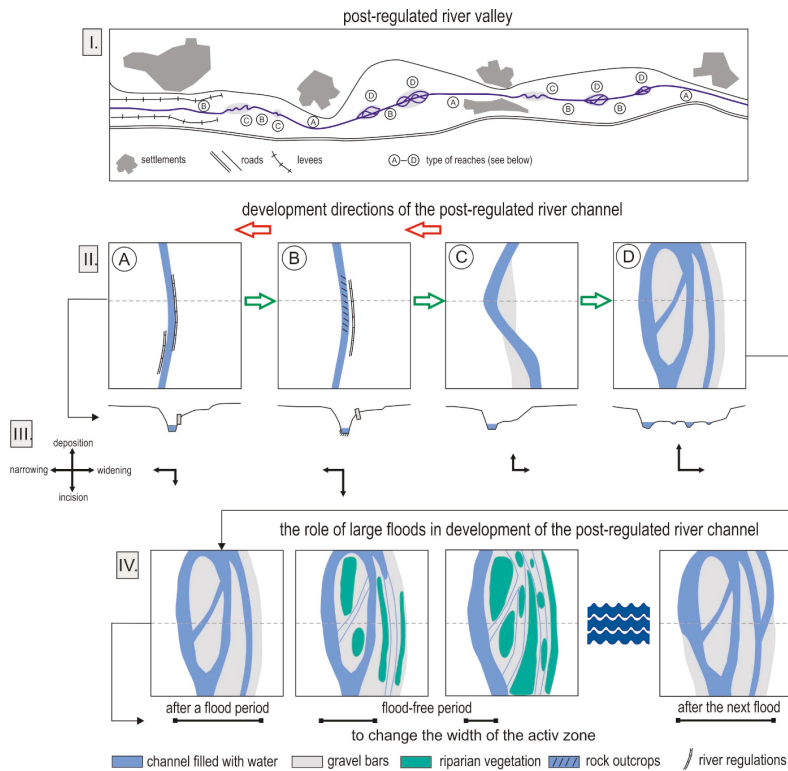 post-regulated river valley
I.
B
C
B
C
A
D
B
D
A
C
B
D
B
D
A
settlements
roads
levees
A–D type of reaches (see below)
development directions of the post-regulated river channel
II.
A
B
C
D
III.
deposition
narrowing
widening
incision
the role of large floods in development of the post-regulated river channel
IV.
after a flood period
flood-free period
after the next flood
to change the width of the activ zone
channel filled with water
gravel bars
riparian vegetation
rock outcrops
river regulations